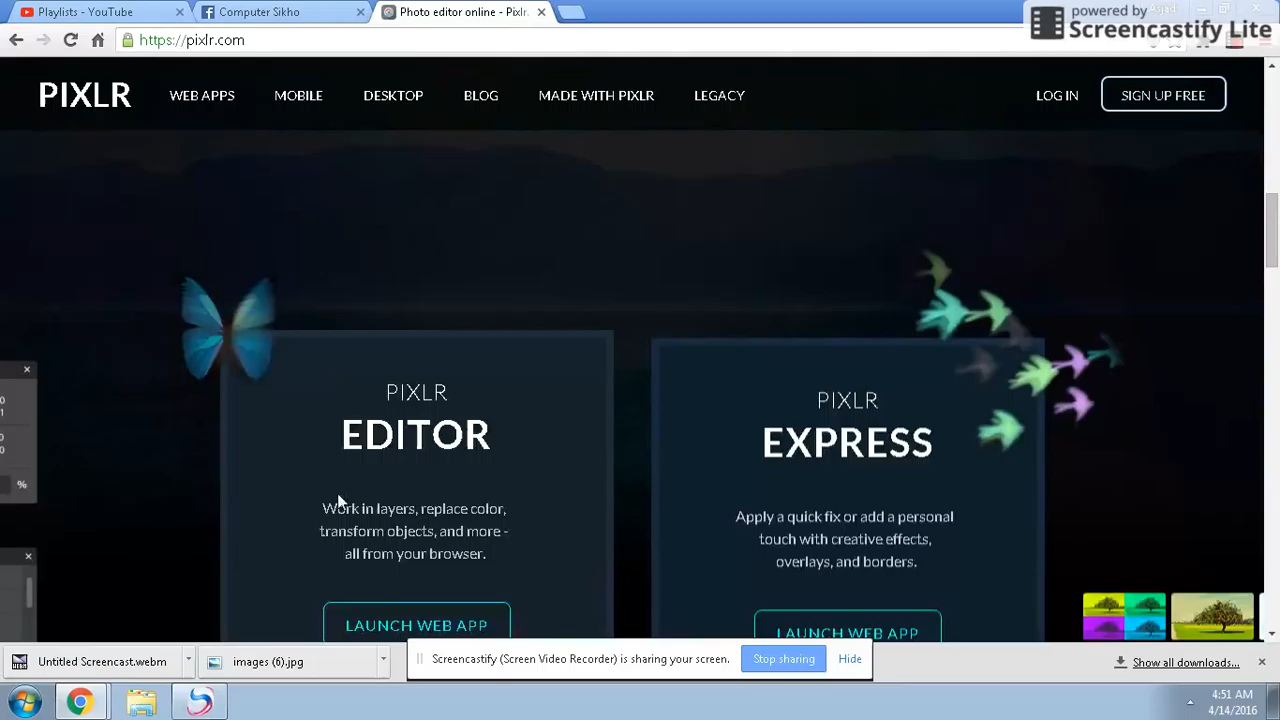 Playlists - YouTube
Computer Sikho
Photo editor online - Pixlr
powered by
Screencastify Lite
https://pixlr.com
PIXLR
WEB APPS
MOBILE
DESKTOP
BLOG
MADE WITH PIXLR
LEGACY
LOG IN
SIGN UP FREE
PIXLR
EDITOR
Work in layers, replace color,
transform objects, and more -
all from your browser.
LAUNCH WEB APP
PIXLR
EXPRESS
Apply a quick fix or add a personal
touch with creative effects,
overlays, and borders.
LAUNCH WEB APP
0
1
0
0
%
Untitled Screencast.webm
images (6).jpg
Screencastify (Screen Video Recorder) is sharing your screen.
Stop sharing
Hide
Show all downloads...
4:51 AM
4/14/2016